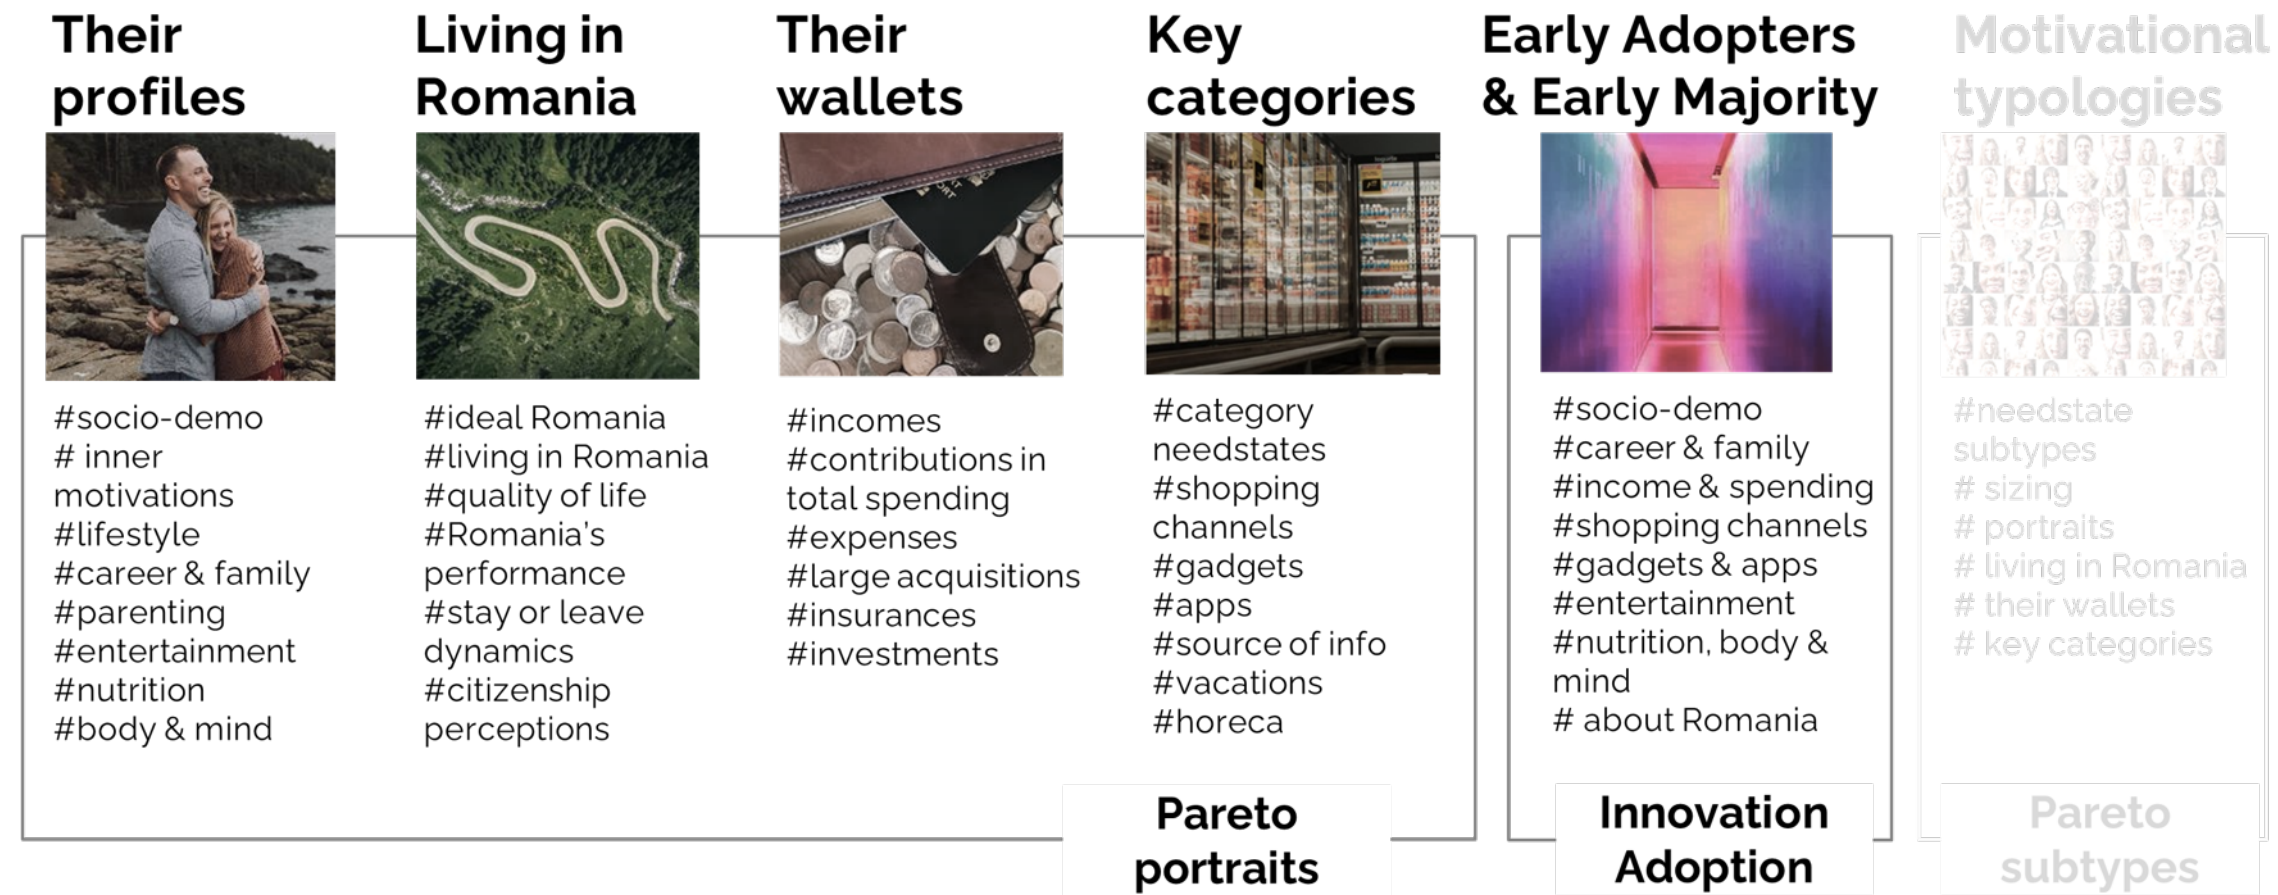 Their
profiles
#socio-demo
# inner
motivations
#lifestyle
#career & family
#parenting
#entertainment
#nutrition
#body & mind
Living in
Romania
#ideal Romania
#living in Romania
#quality of life
#Romania's
performance
#stay or leave
dynamics
#citizenship
perceptions
Their
wallets
#incomes
#contributions in
total spending
#expenses
#large acquisitions
#insurances
#investments
Key
categories
#category
needstates
#shopping
channels
#gadgets
#apps
#source of info
#vacations
#horeca
Pareto
portraits
Early Adopters
& Early Majority
#socio-demo
#career & family
#income & spending
#shopping channels
#gadgets & apps
#entertainment
#nutrition, body &
mind
# about Romania
Innovation
Adoption
Motivational
typologies
#needstate
subtypes
# sizing
# portraits
# living in Romania
# their wallets
# key categories
Pareto
subtypes